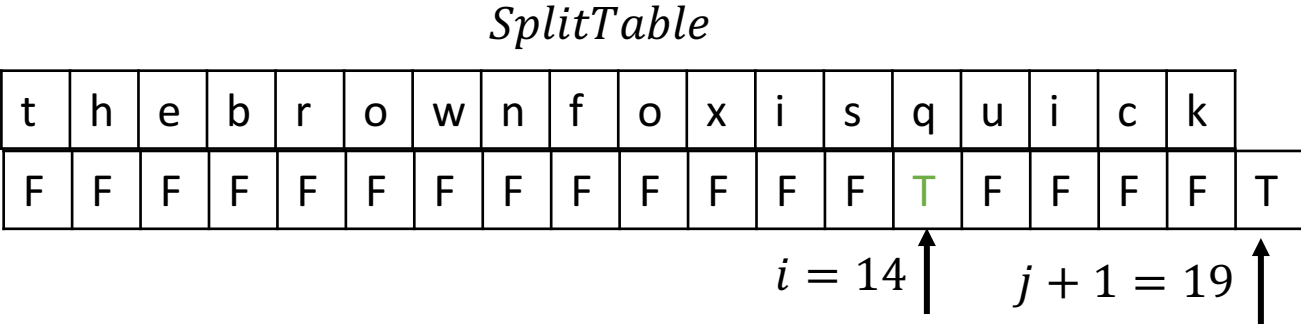 SplitTable
t h e b r o w n f o x i s q u i c k
F F F F F F F F F F F F F T F F F F T
i = 14 j + 1 = 19